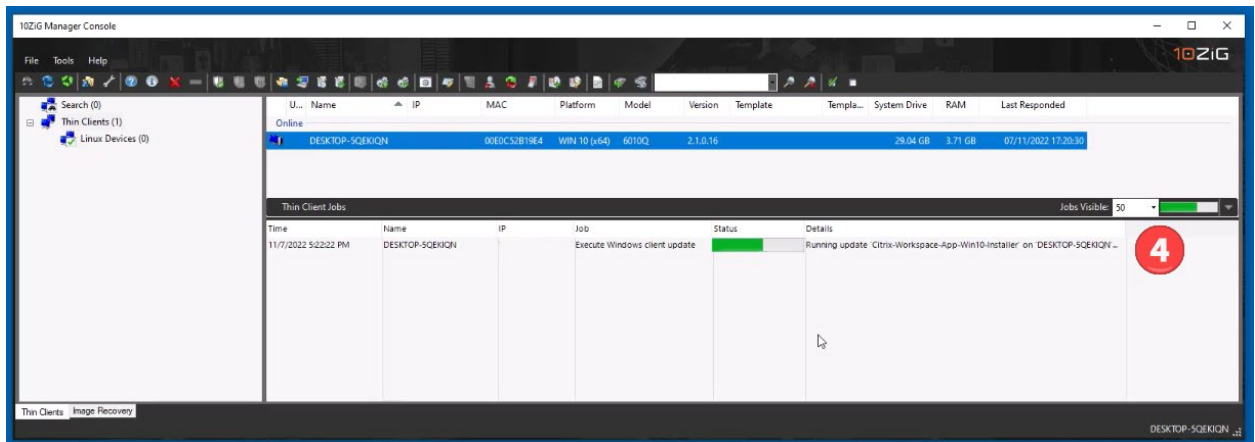 10ZiG Manager Console
10ZiG
File Tools Help
Search (0)
Thin Clients (1)
Linux Devices (0)
U... Name IP MAC Platform Model Version Template Templa... System Drive RAM Last Responded
Online
DESKTOP-5QEKIQN 00E0C52B19E4 WIN 10 (x64) 6010Q 2.1.0.16 29.04 GB 3.71 GB 07/11/2022 17:20:30
Thin Client Jobs Jobs Visible: 50
Time Name IP Job Status Details
11/7/2022 5:22:22 PM DESKTOP-5QEKIQN Execute Windows client update Running update 'Citrix-Workspace-App-Win10-Installer' on 'DESKTOP-5QEKIQN'...
4
Thin Clients Image Recovery
DESKTOP-5QEKIQN